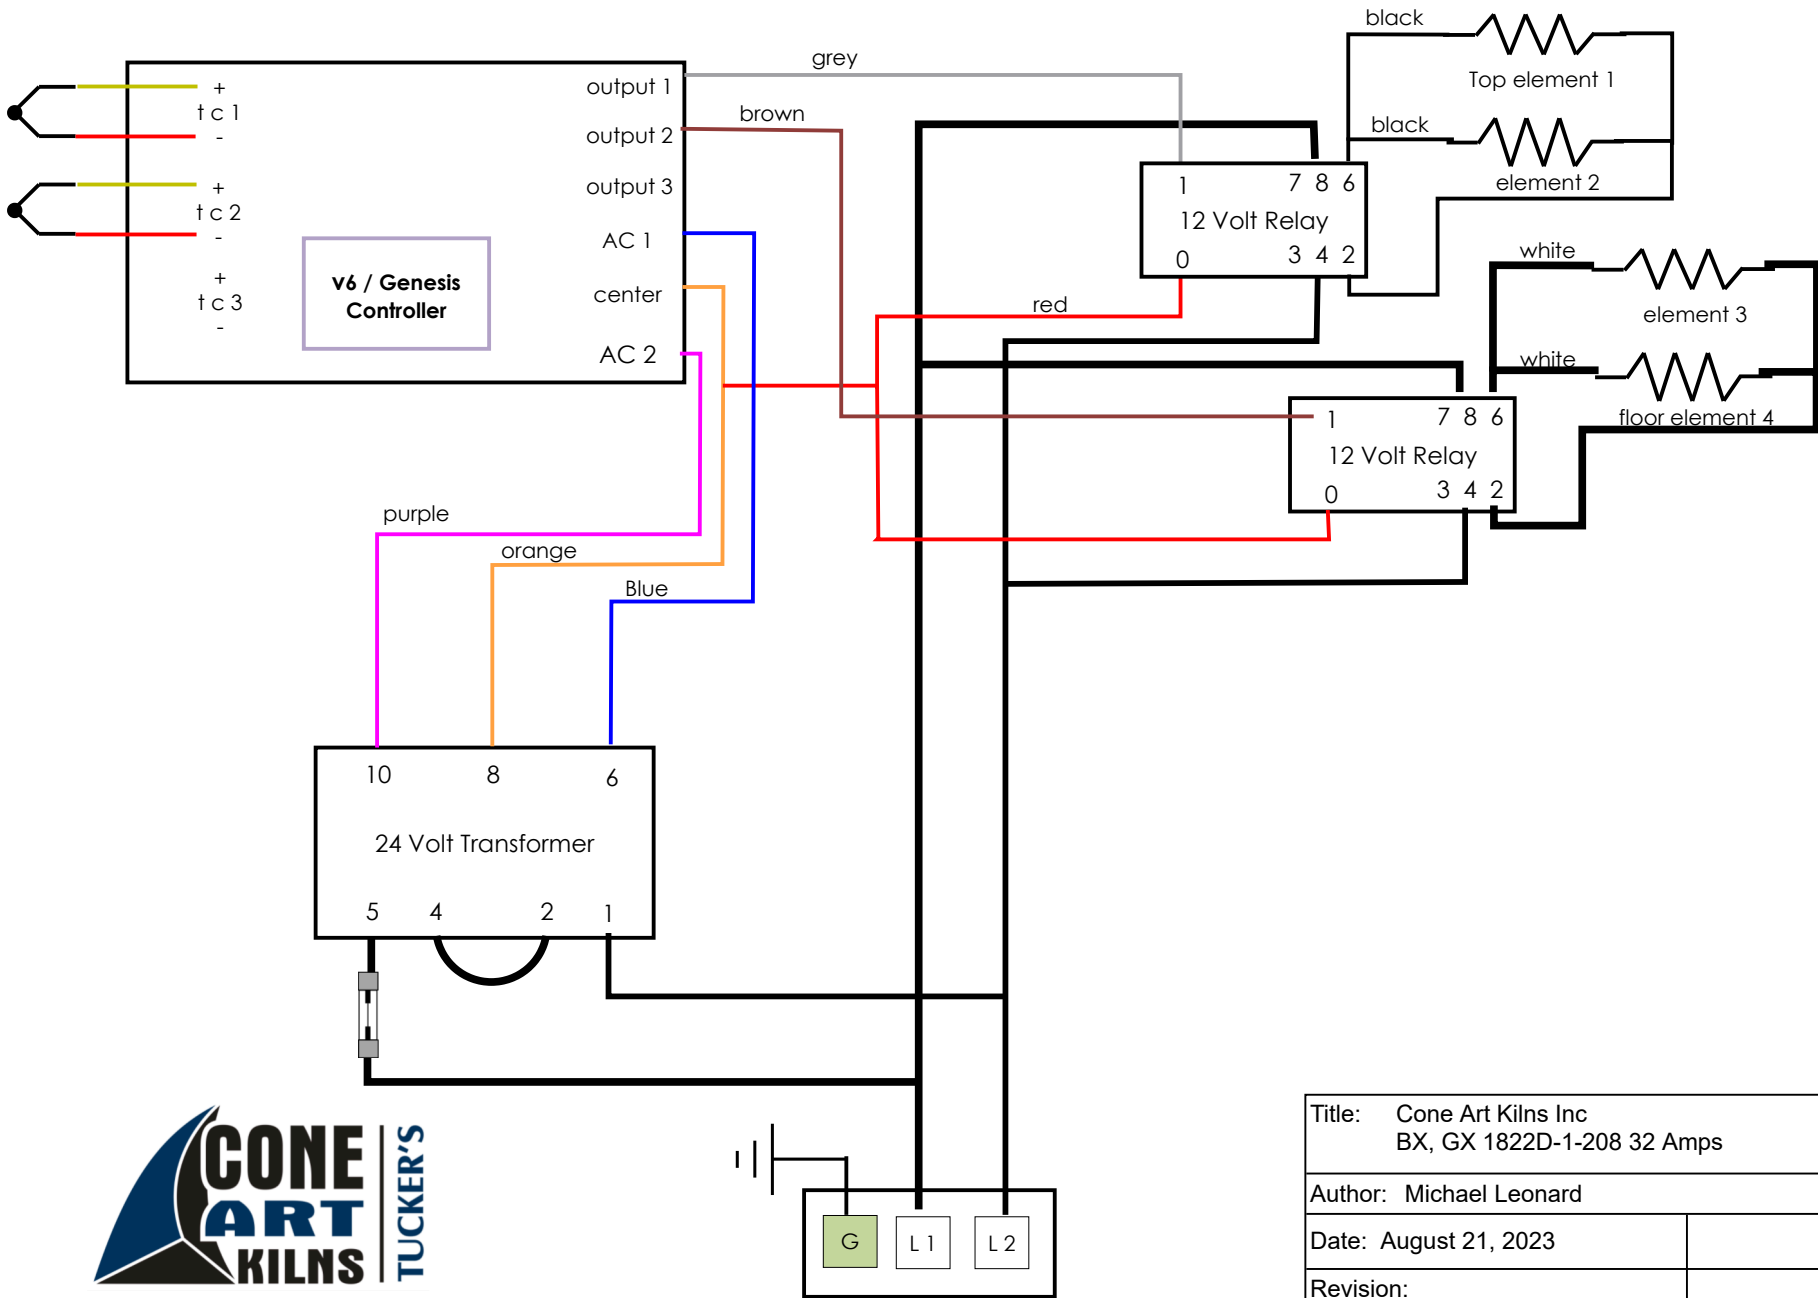 black
Top element 1
black
element 2
grey
brown
+
t c 1
-
+
t c 2
-
+
t c 3
-
v6 / Genesis
Controller
output 1
output 2
output 3
AC 1
center
AC 2
1 7 8 6
12 Volt Relay
0 3 4 2
red
white
element 3
white
floor element 4
1 7 8 6
12 Volt Relay
0 3 4 2
purple
orange
Blue
10 8 6
24 Volt Transformer
5 4 2 1
CONE
ART
KILNS
TUCKER'S
G L 1 L 2
Title: Cone Art Kilns Inc
BX, GX 1822D-1-208 32 Amps
Author: Michael Leonard
Date: August 21, 2023
Revision: